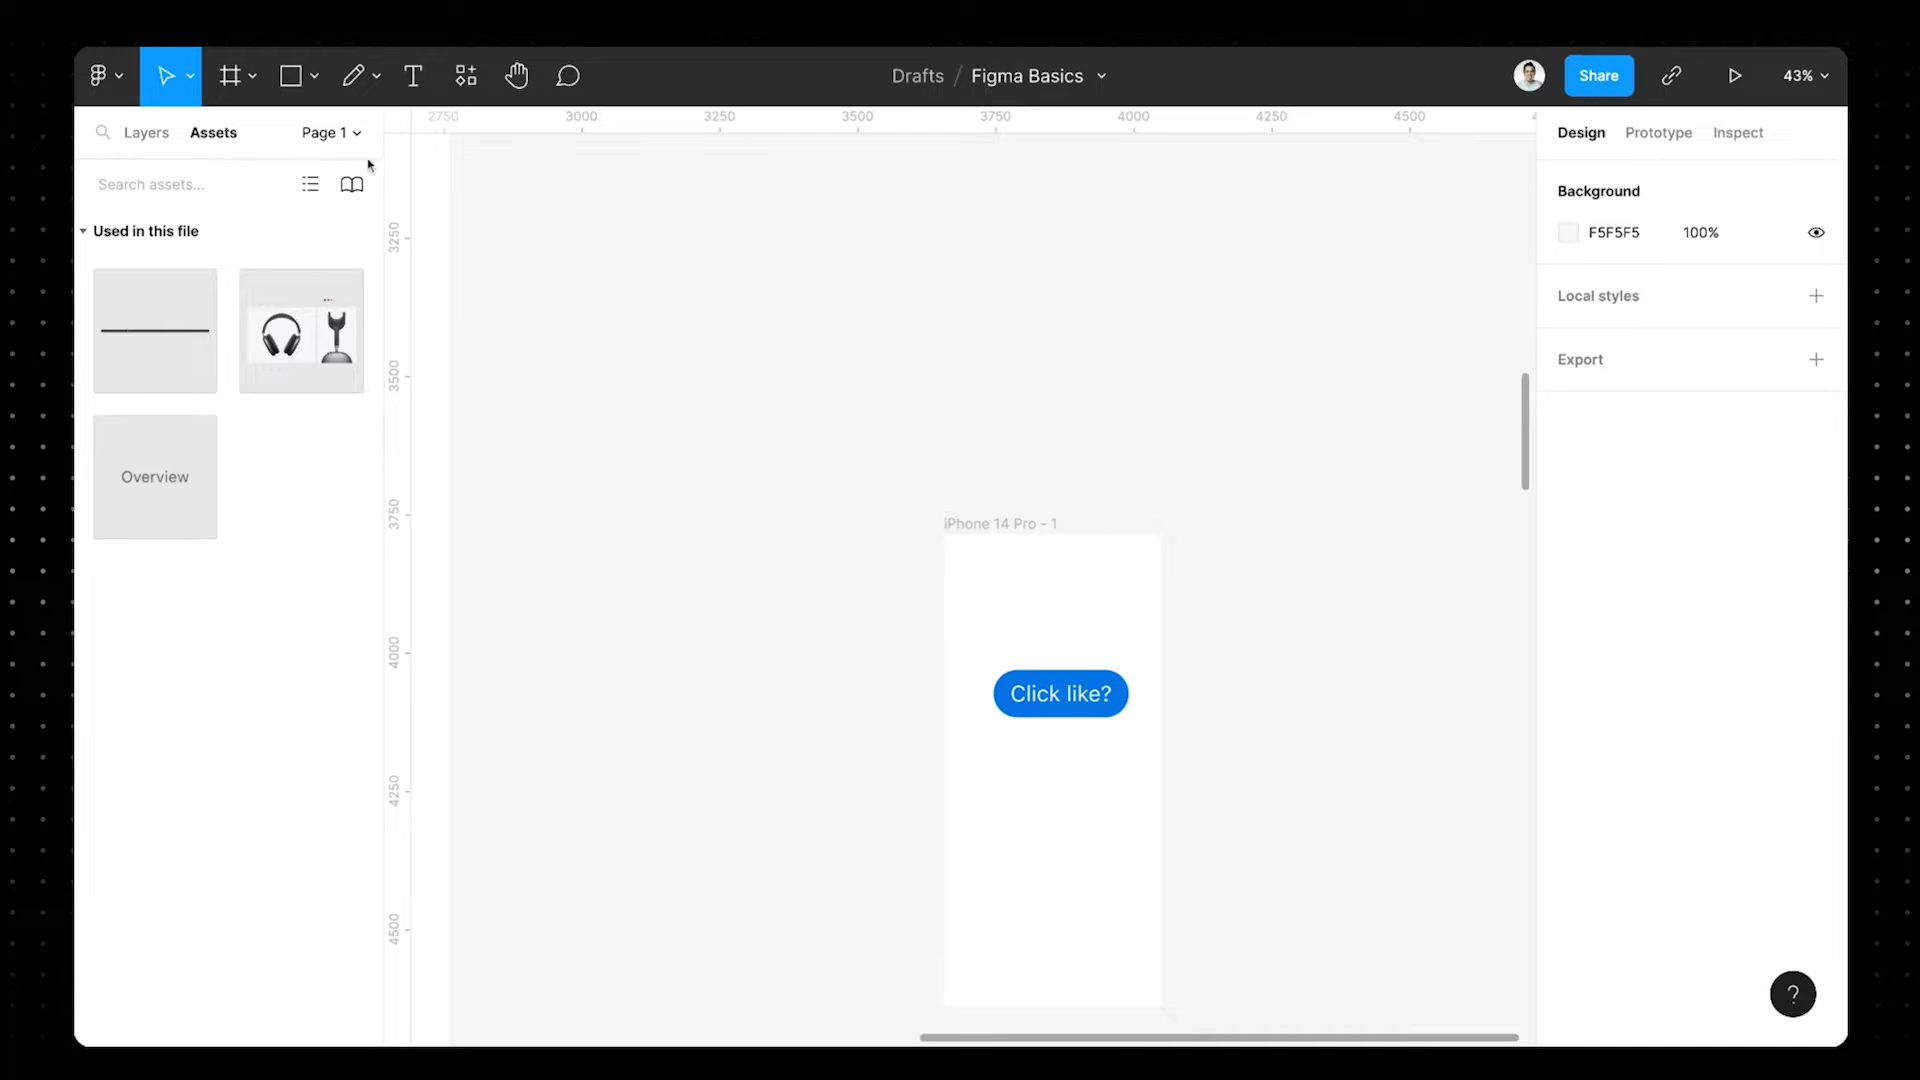 Drafts / Figma Basics
Share
43%
Layers Assets Page 1
Search assets...
Used in this file
Overview
2750 3000 3250 3500 3750 4000 4250 4500
3250
3500
3750
4000
4250
4500
iPhone 14 Pro - 1
Click like?
Design Prototype Inspect
Background
F5F5F5 100%
Local styles
Export
?